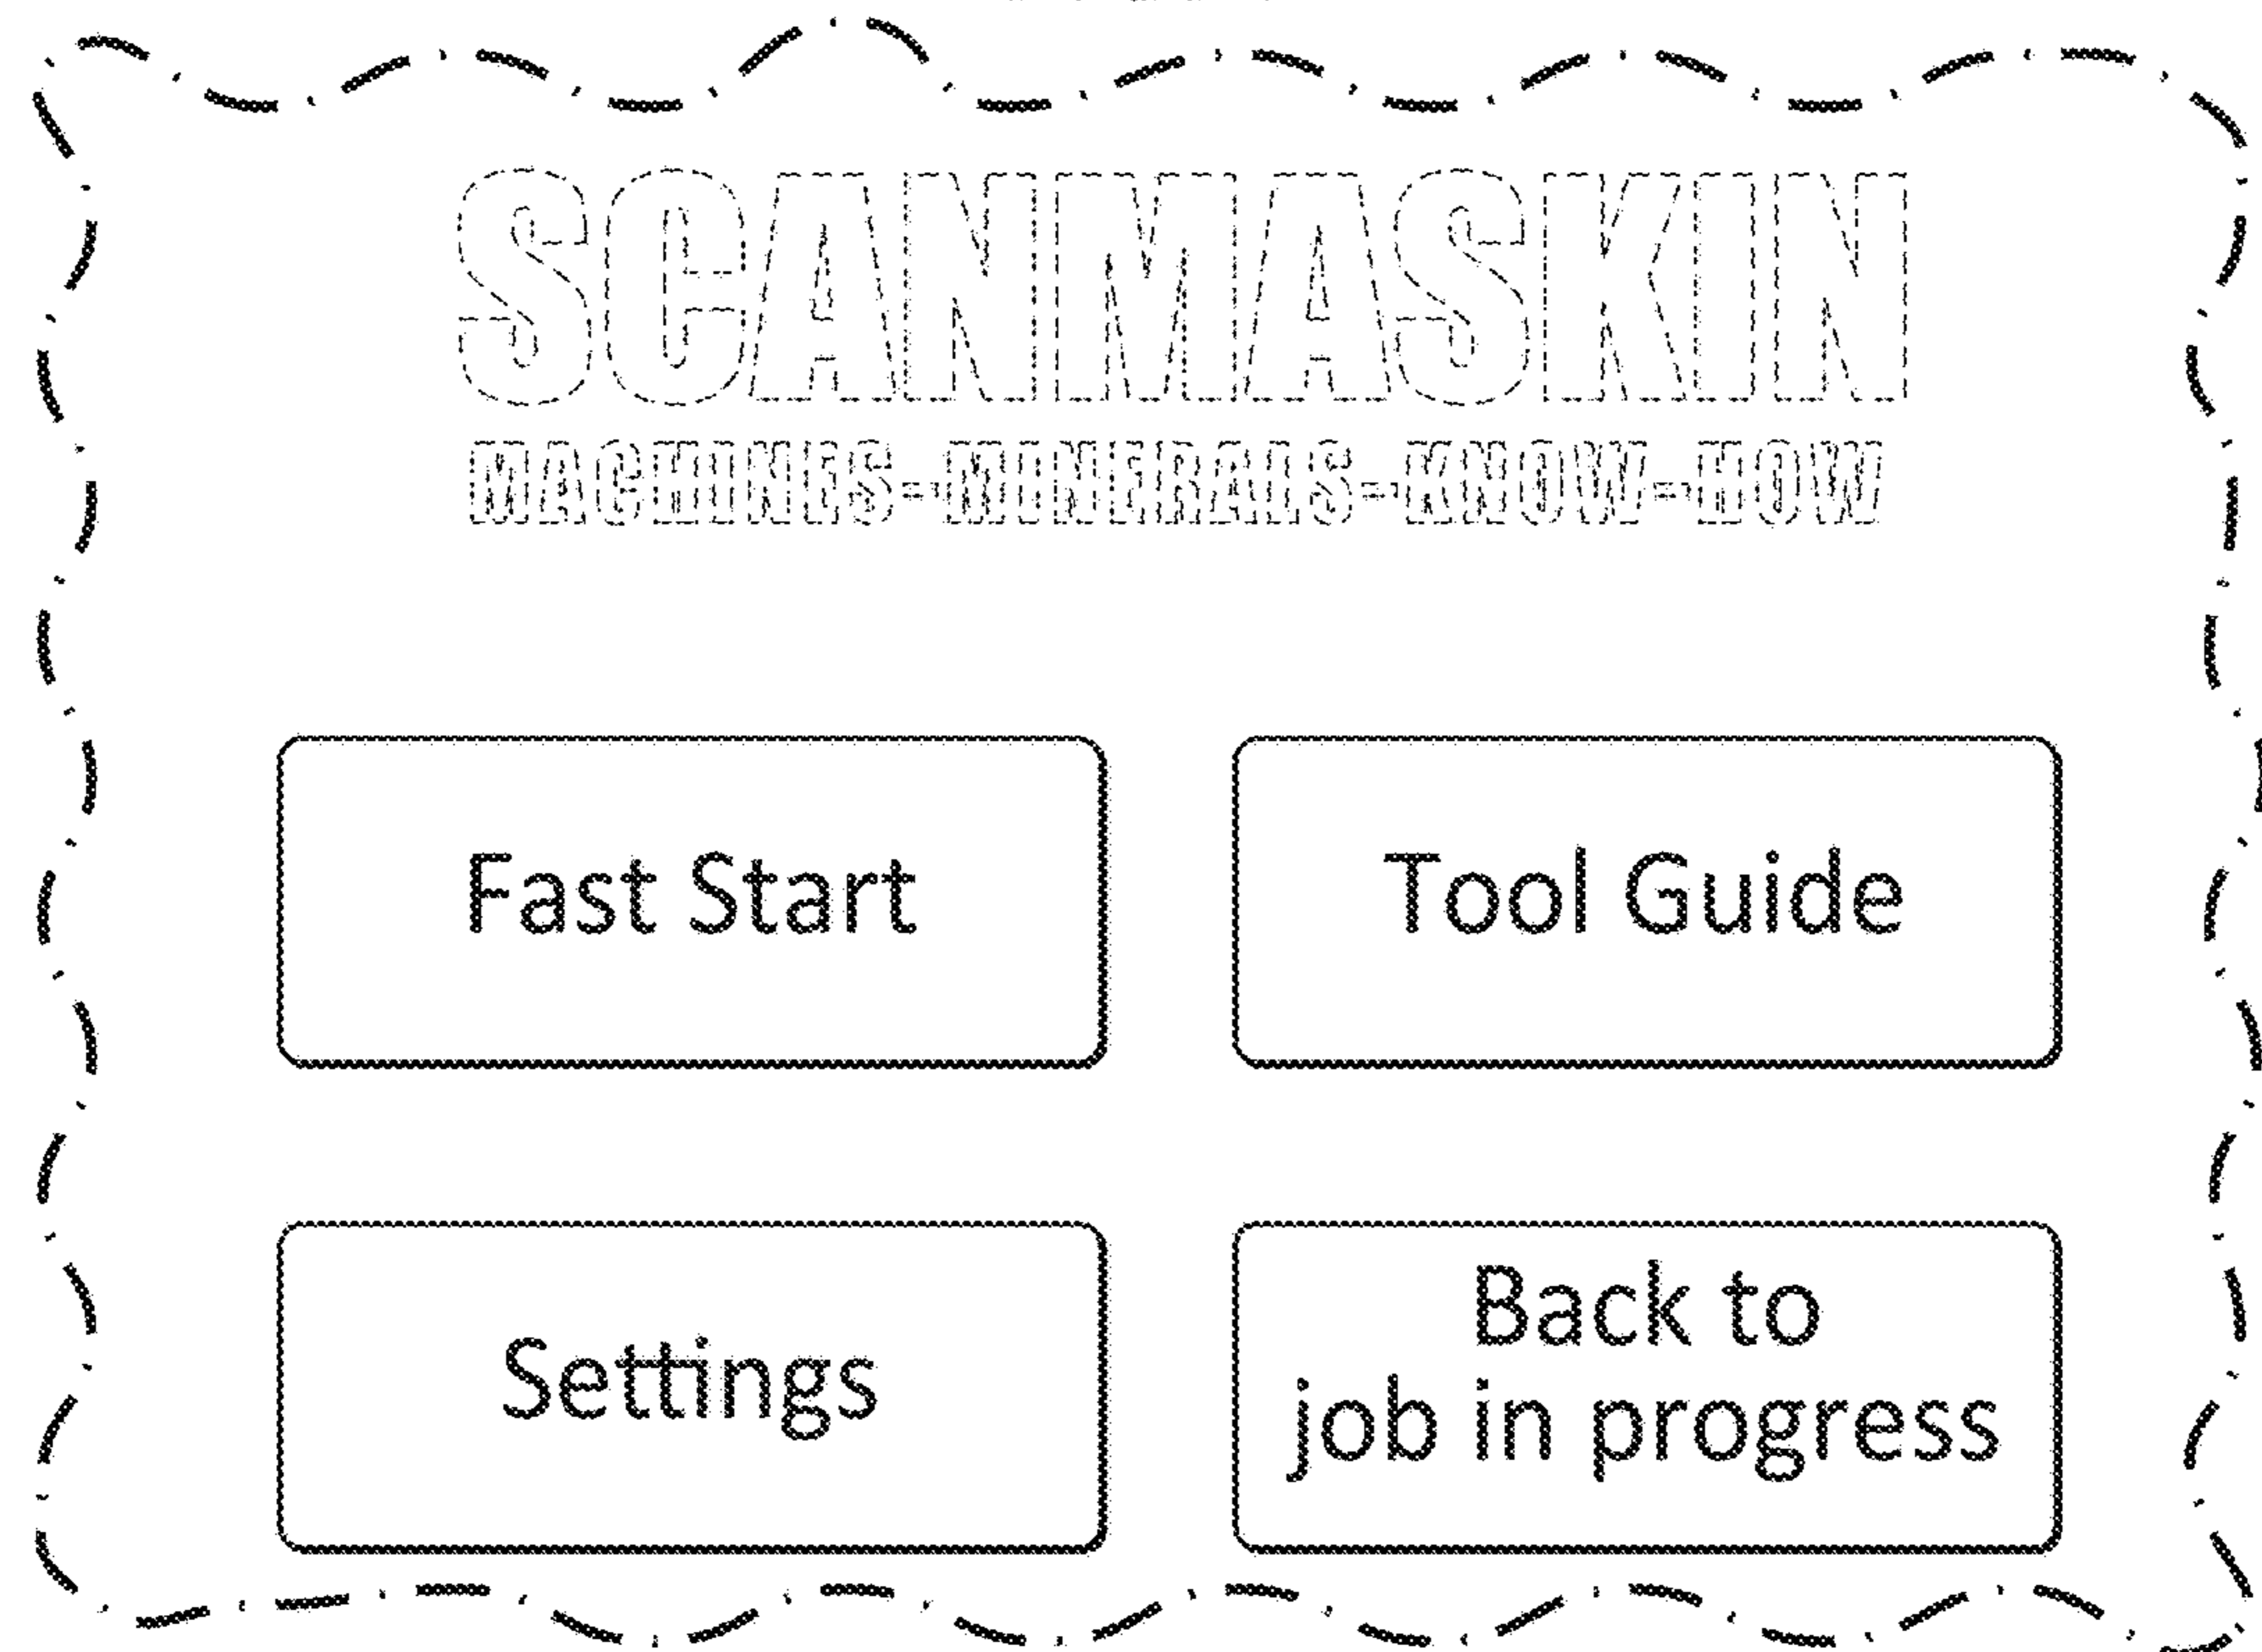 SCANMASKIN
MACHINES-MINERALS-KNOW-HOW
Fast Start
Tool Guide
Settings
Back to
job in progress